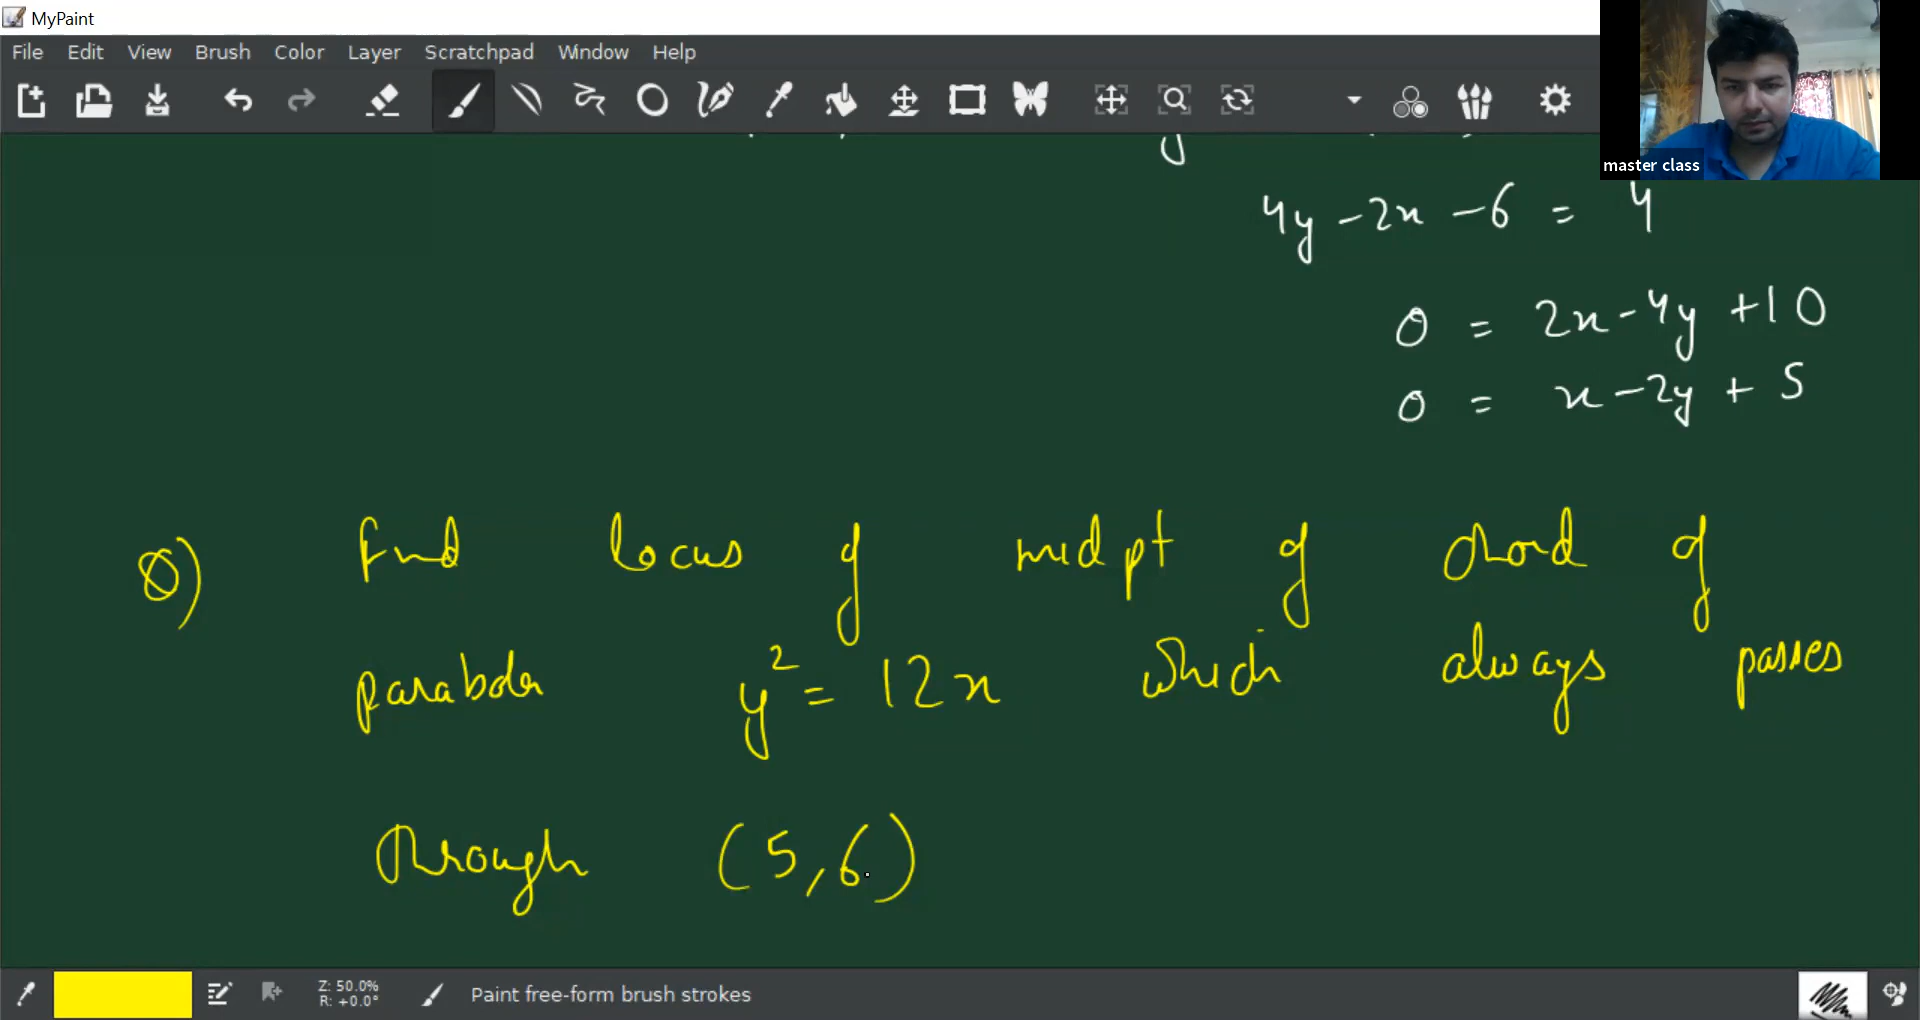 MyPaint
File Edit View Brush Color Layer Scratchpad Window Help
master class
4y - 2x - 6 = 4
0 = 2x - 4y + 10
0 = x - 2y + 5
Q) Find locus of mid pt of chord of
parabola y² = 12x which always passes
through (5, 6)
Z: 50.0%
R: +0.0°
Paint free-form brush strokes